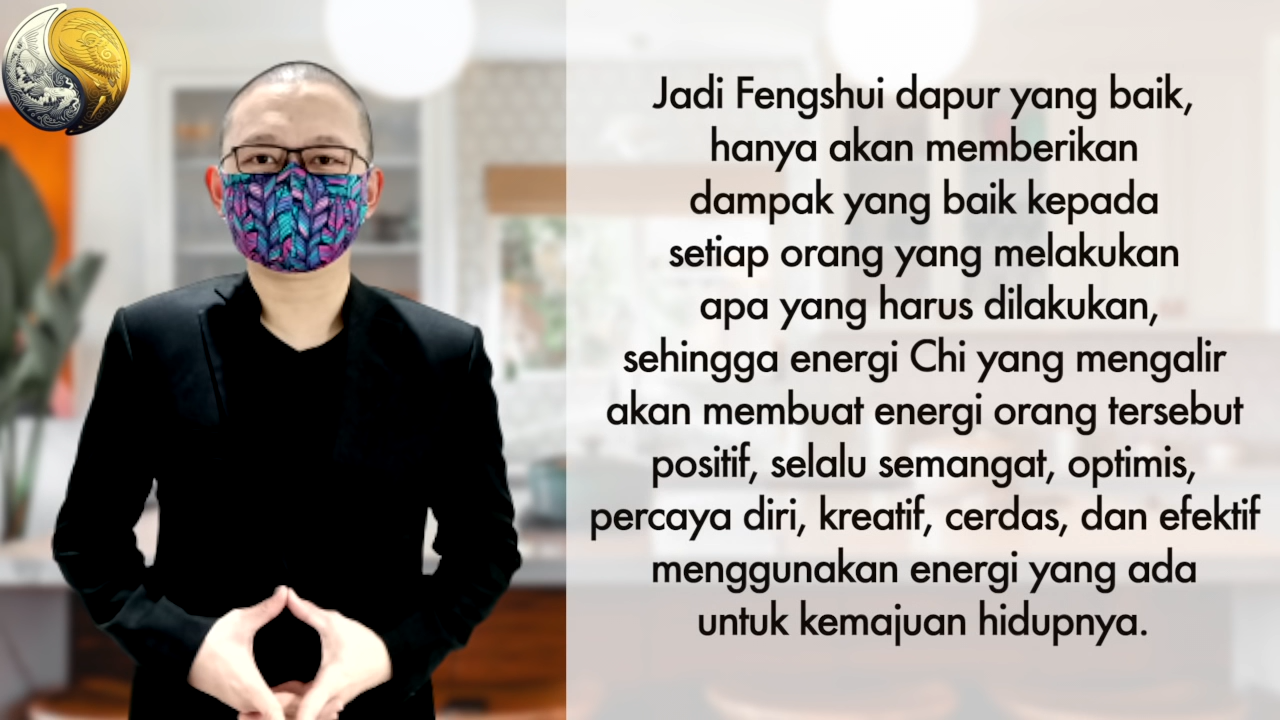 Jadi Fengshui dapur yang baik,
hanya akan memberikan
dampak yang baik kepada
setiap orang yang melakukan
apa yang harus dilakukan,
sehingga energi Chi yang mengalir
akan membuat energi orang tersebut
positif, selalu semangat, optimis,
percaya diri, kreatif, cerdas, dan efektif
menggunakan energi yang ada
untuk kemajuan hidupnya.